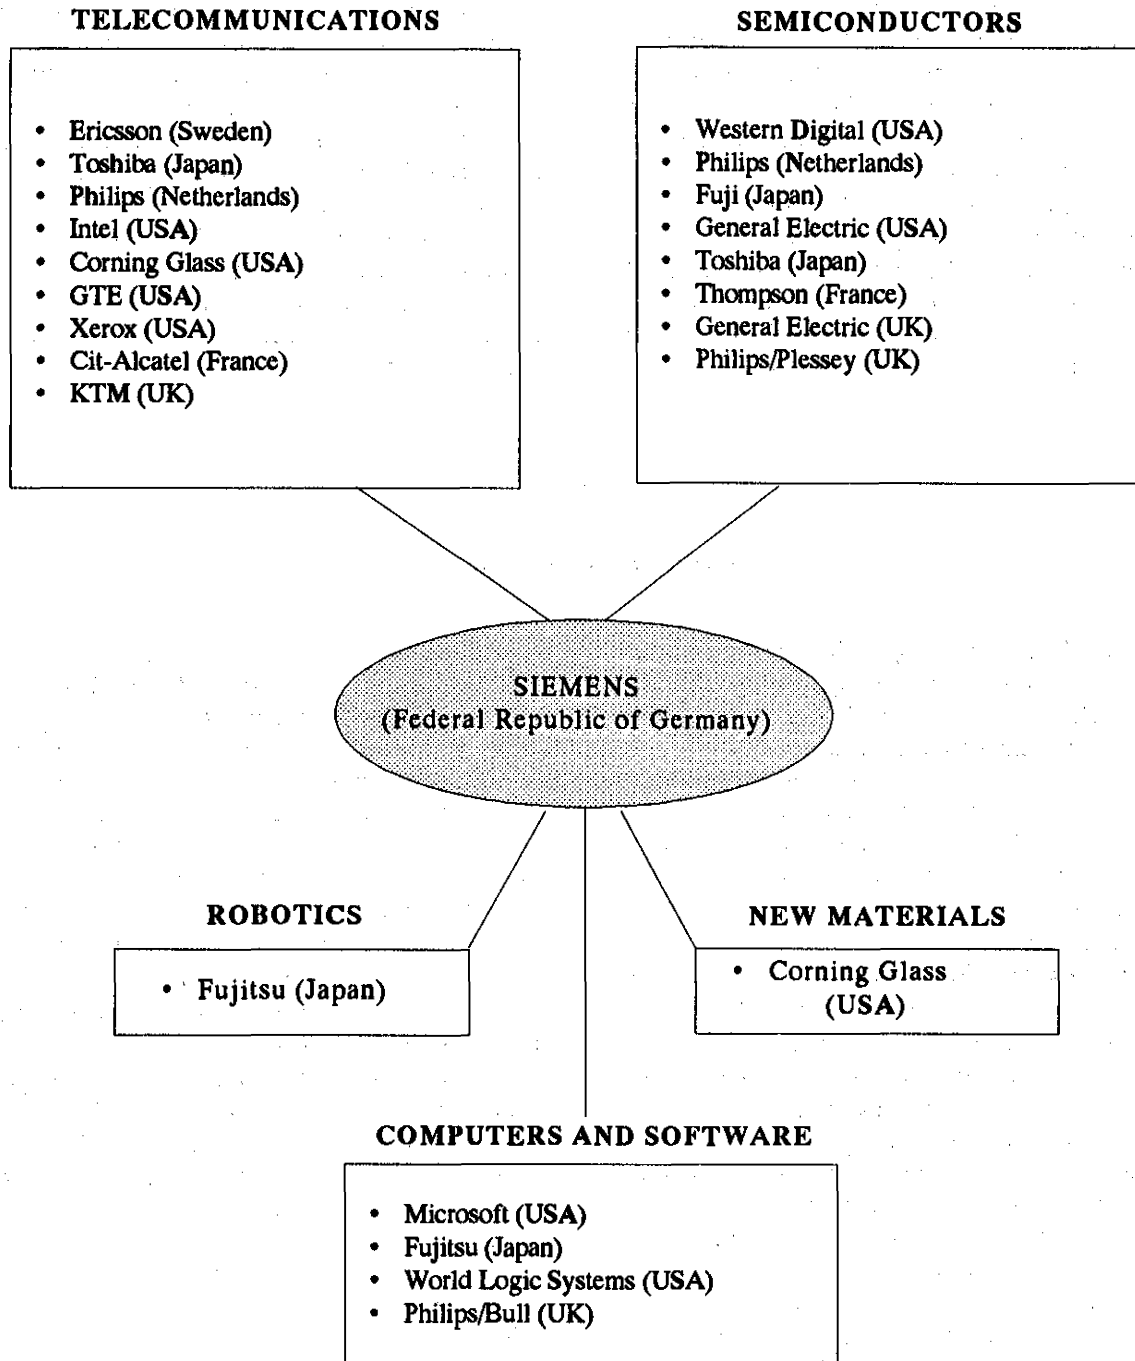 TELECOMMUNICATIONS
• Ericsson (Sweden)
• Toshiba (Japan)
• Philips (Netherlands)
• Intel (USA)
• Corning Glass (USA)
• GTE (USA)
• Xerox (USA)
• Cit-Alcatel (France)
• KTM (UK)
SEMICONDUCTORS
• Western Digital (USA)
• Philips (Netherlands)
• Fuji (Japan)
• General Electric (USA)
• Toshiba (Japan)
• Thompson (France)
• General Electric (UK)
• Philips/Plessey (UK)
SIEMENS
(Federal Republic of Germany)
ROBOTICS
• Fujitsu (Japan)
NEW MATERIALS
• Corning Glass
(USA)
COMPUTERS AND SOFTWARE
• Microsoft (USA)
• Fujitsu (Japan)
• World Logic Systems (USA)
• Philips/Bull (UK)